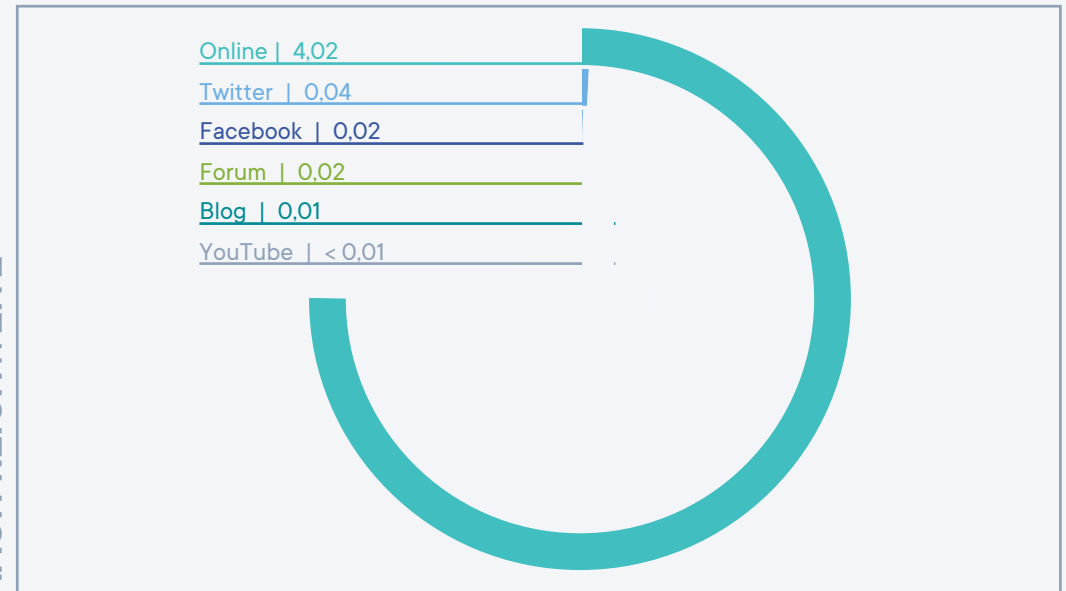 Online | 4,02
Twitter | 0,04
Facebook | 0,02
Forum | 0,02
Blog | 0,01
YouTube | < 0,01